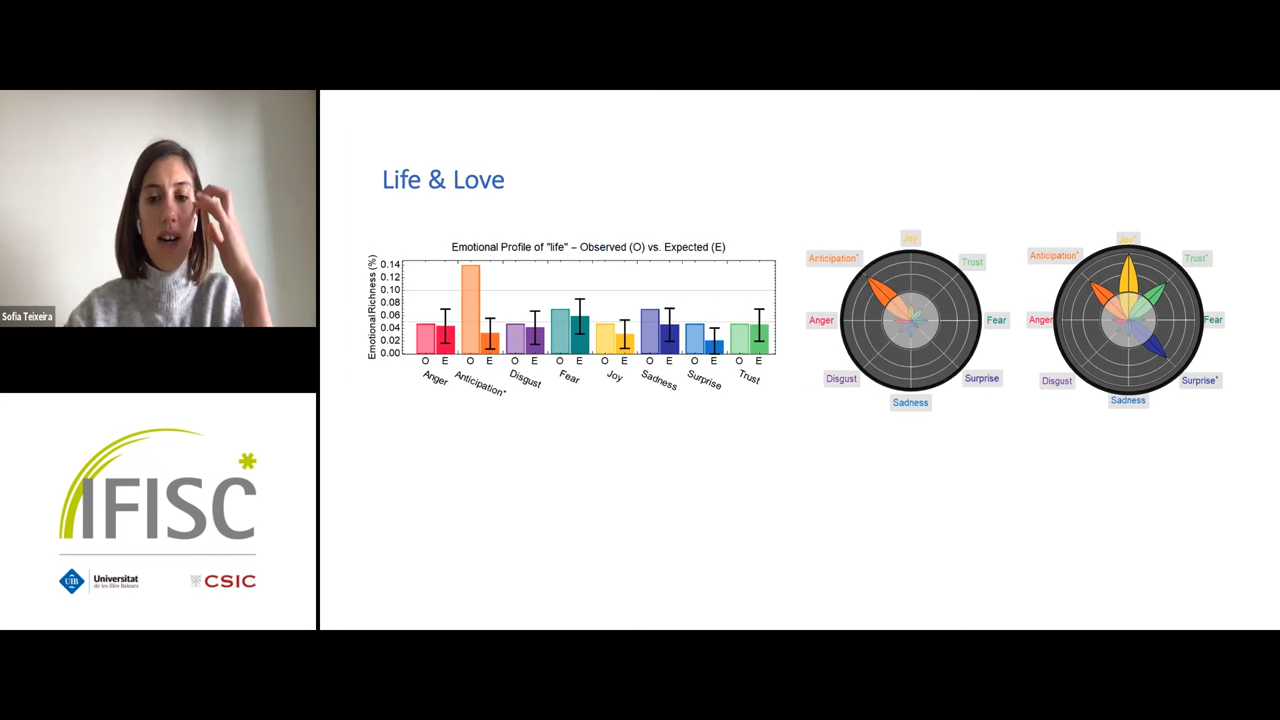 Sofia Teixeira
IFISC
UIB
Universitat
de les Illes Balears
CSIC
Life & Love
Emotional Profile of "life" – Observed (O) vs. Expected (E)
Emotional Richness (%)
0.14
0.12
0.10
0.08
0.06
0.04
0.02
0.00
O E O E O E O E O E O E O E O E
Anger Anticipation* Disgust Fear Joy Sadness Surprise Trust
Joy
Anticipation*
Trust
Anger
Fear
Disgust
Surprise
Sadness
Joy*
Anticipation*
Trust*
Anger
Fear
Disgust
Surprise*
Sadness